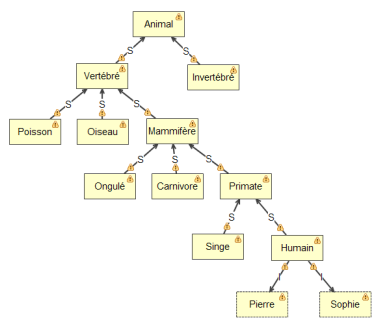 Animal
S S
Vertébré
Invertébré
S S S
Poisson Oiseau Mammifère
S S S
Ongulé Carnivore Primate
S S
Singe
Humain
I I
Pierre Sophie